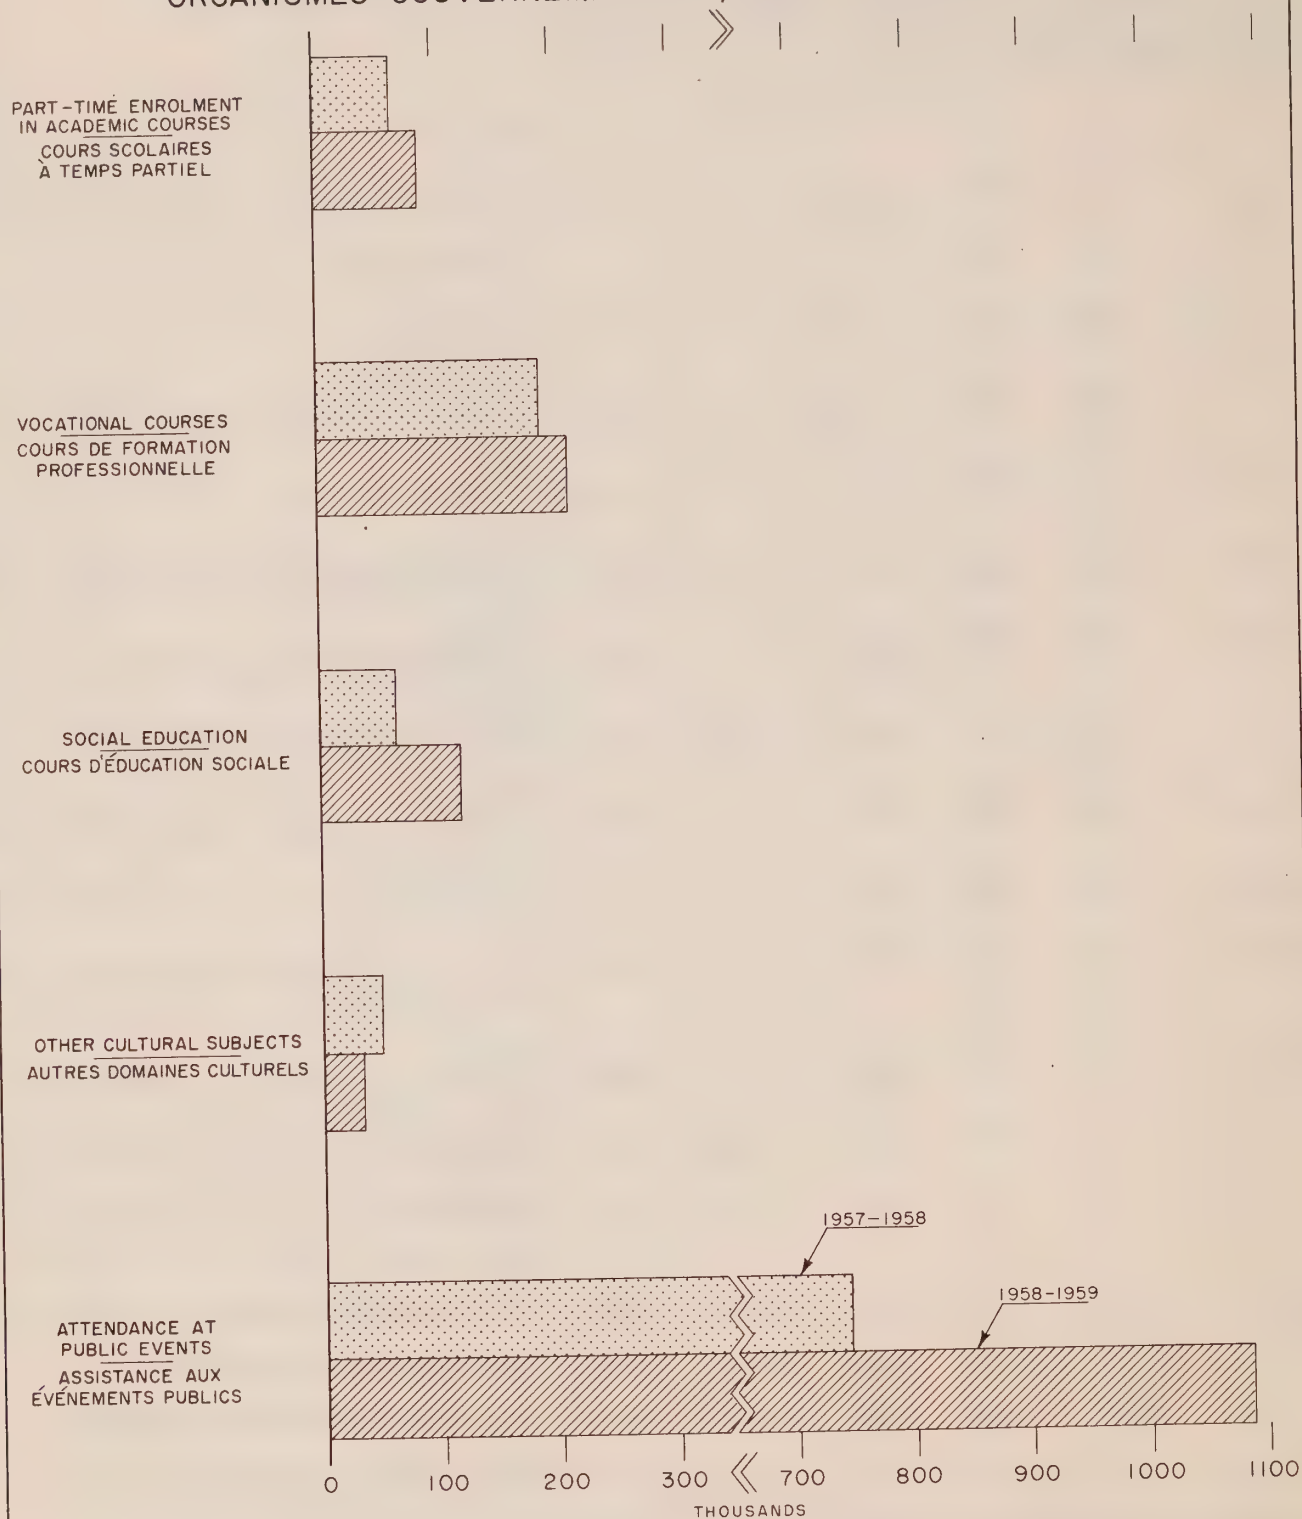 ORGANISMES
PART-TIME ENROLMENT
IN ACADEMIC COURSES
COURS SCOLAIRES
À TEMPS PARTIEL
VOCATIONAL COURSES
COURS DE FORMATION
PROFESSIONNELLE
SOCIAL EDUCATION
COURS D'ÉDUCATION SOCIALE
OTHER CULTURAL SUBJECTS
AUTRES DOMAINES CULTURELS
1957-1958
1958-1959
ATTENDANCE AT
PUBLIC EVENTS
ASSISTANCE AUX
ÉVÉNEMENTS PUBLICS
0 100 200 300 700 800 900 1000 1100
THOUSANDS